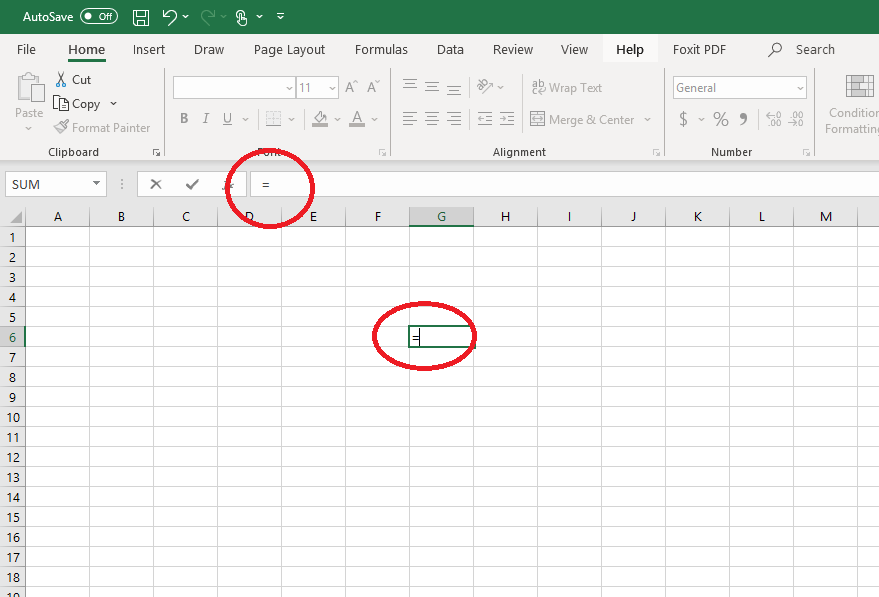 AutoSave Off
File Home Insert Draw Page Layout Formulas Data Review View Help Foxit PDF Search
Cut
Copy
Paste
Format Painter
11 A A
B I U A
ab Wrap Text
Merge & Center
General
$ % 9
Condition
Formatting
Clipboard Font Alignment Number
SUM =
A B C D E F G H I J K L M
1
2
3
4
5
6 =
7
8
9
10
11
12
13
14
15
16
17
18